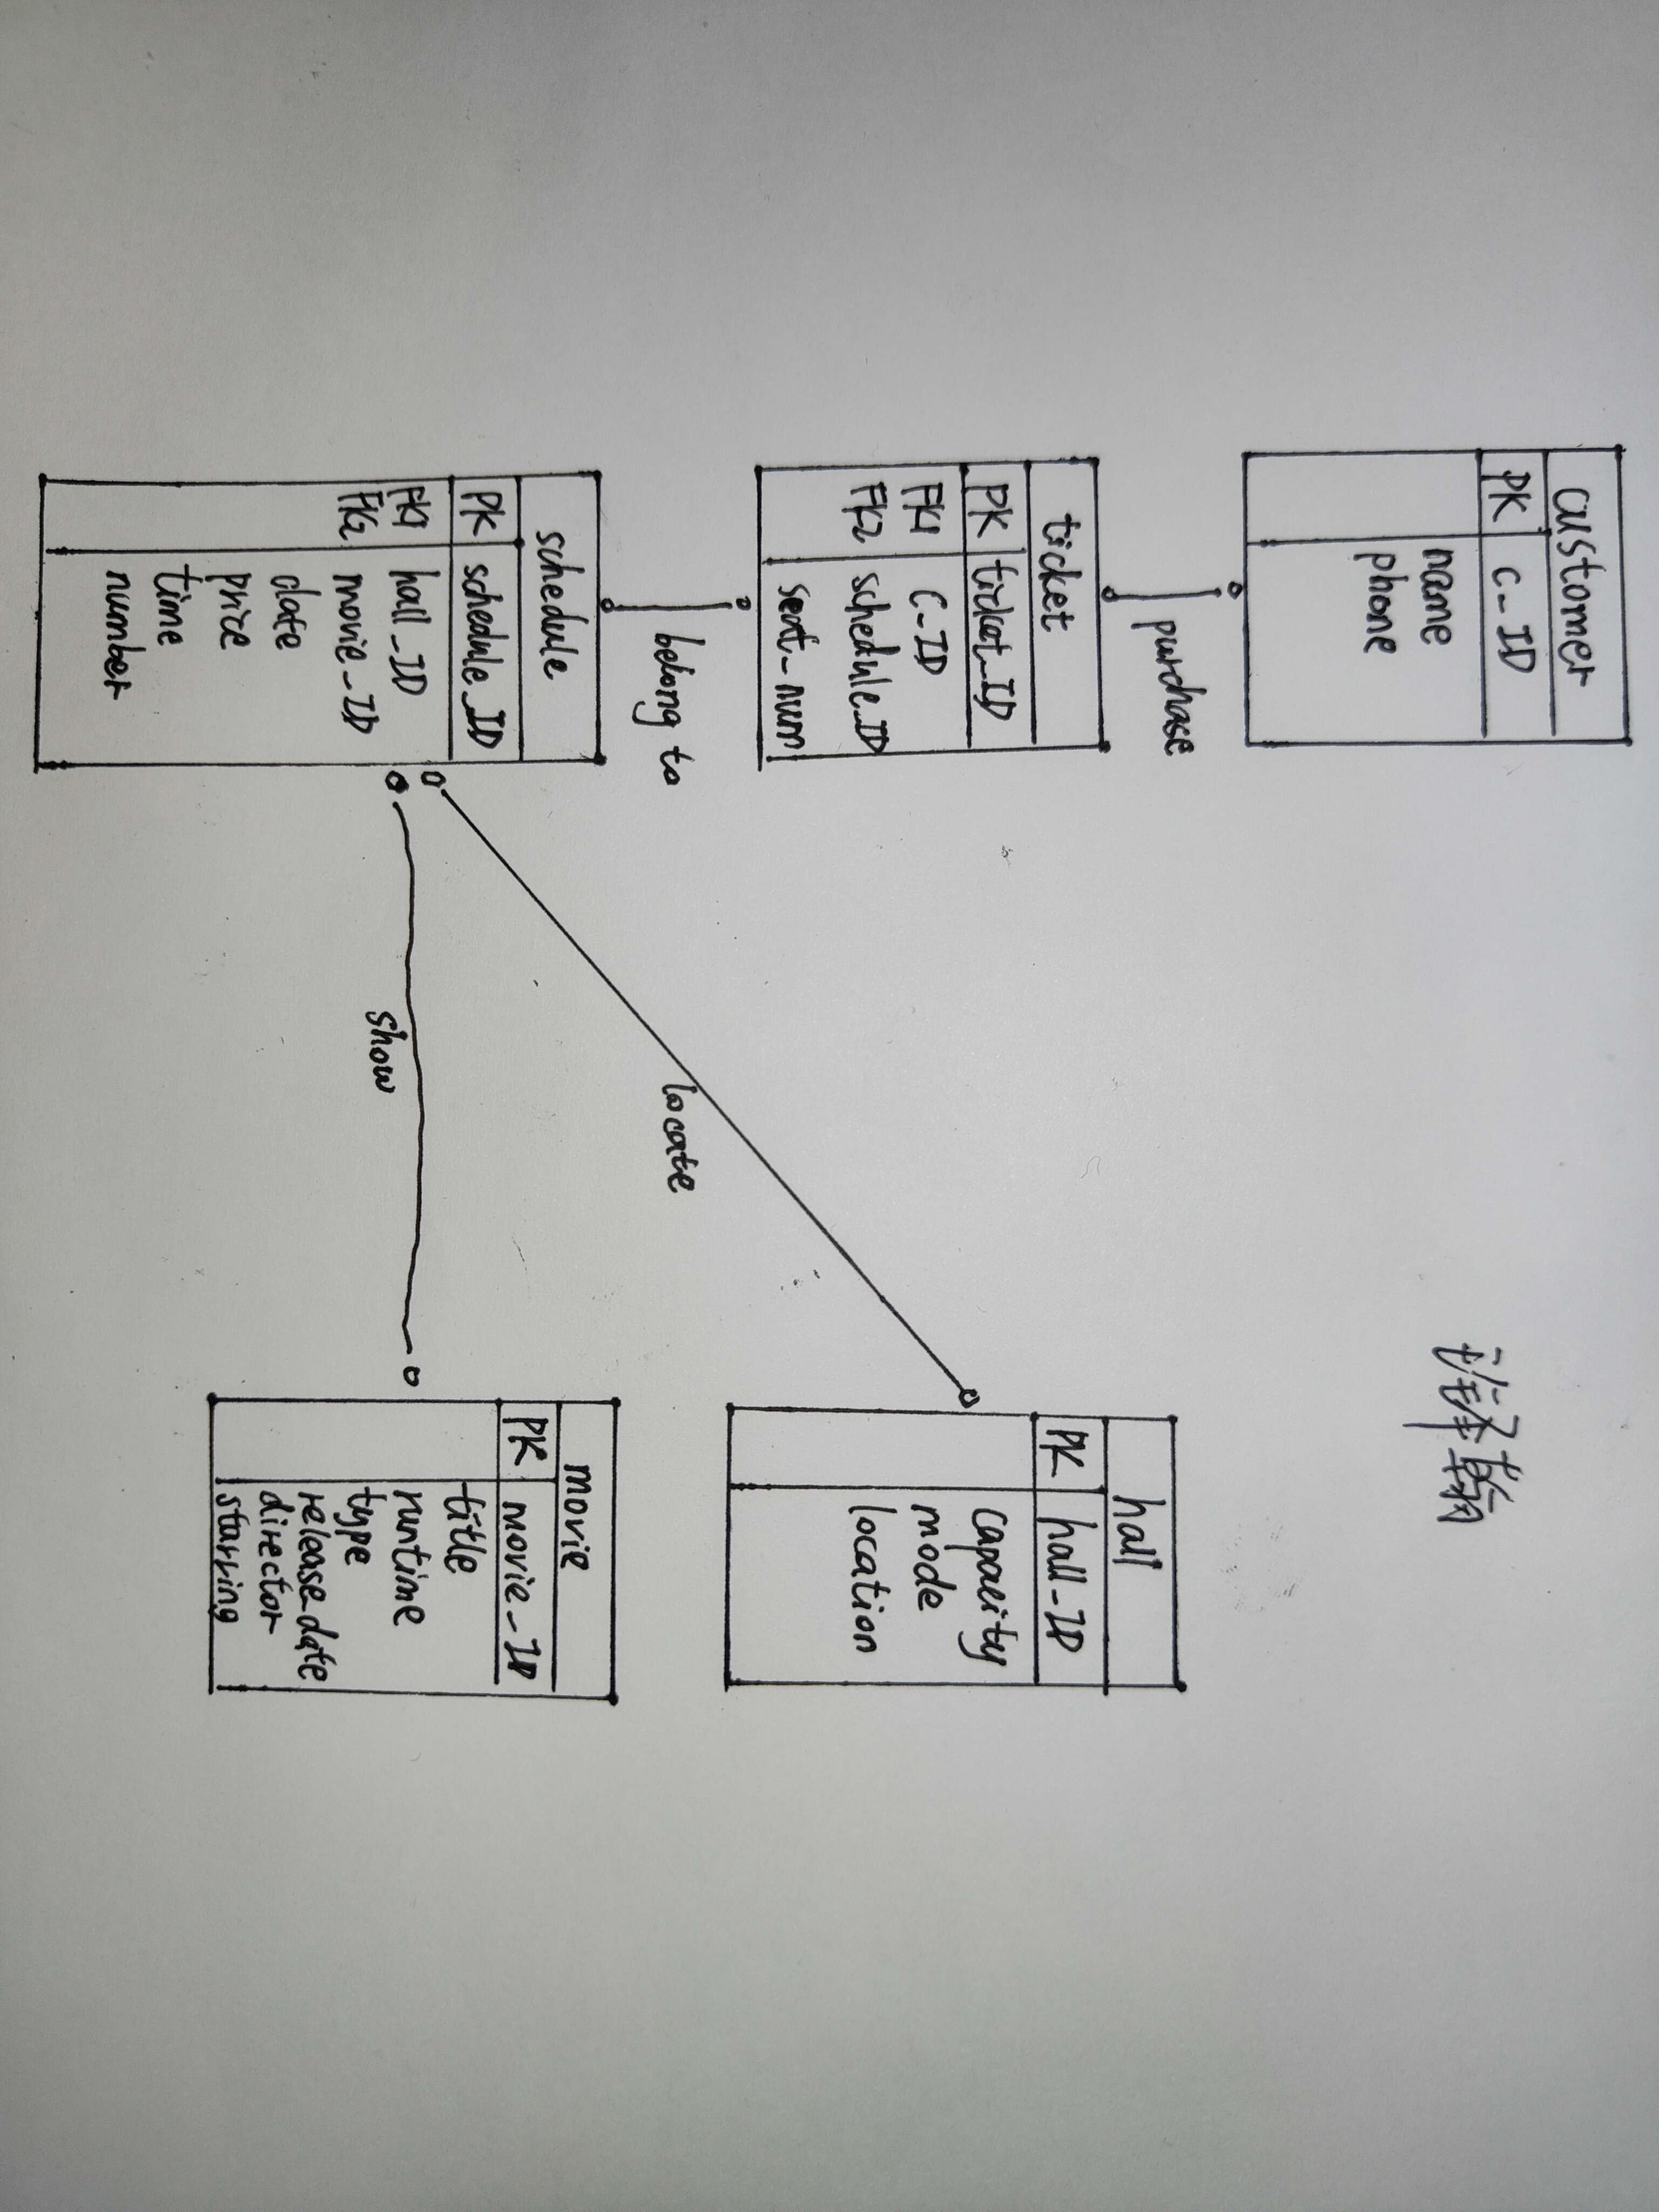 customer
PK c_ID
name
phone
purchase
ticket
PK ticket_ID
FK1 C_ID
FK2 schedule_ID
seat_num
belong to
schedule
PK schedule_ID
FK1 hall_ID
FK2 movie_ID
date
price
time
number
泽翰
hall
PK hall_ID
capacity
mode
location
locate
show
movie
PK movie_ID
title
runtime
type
release_date
director
starring